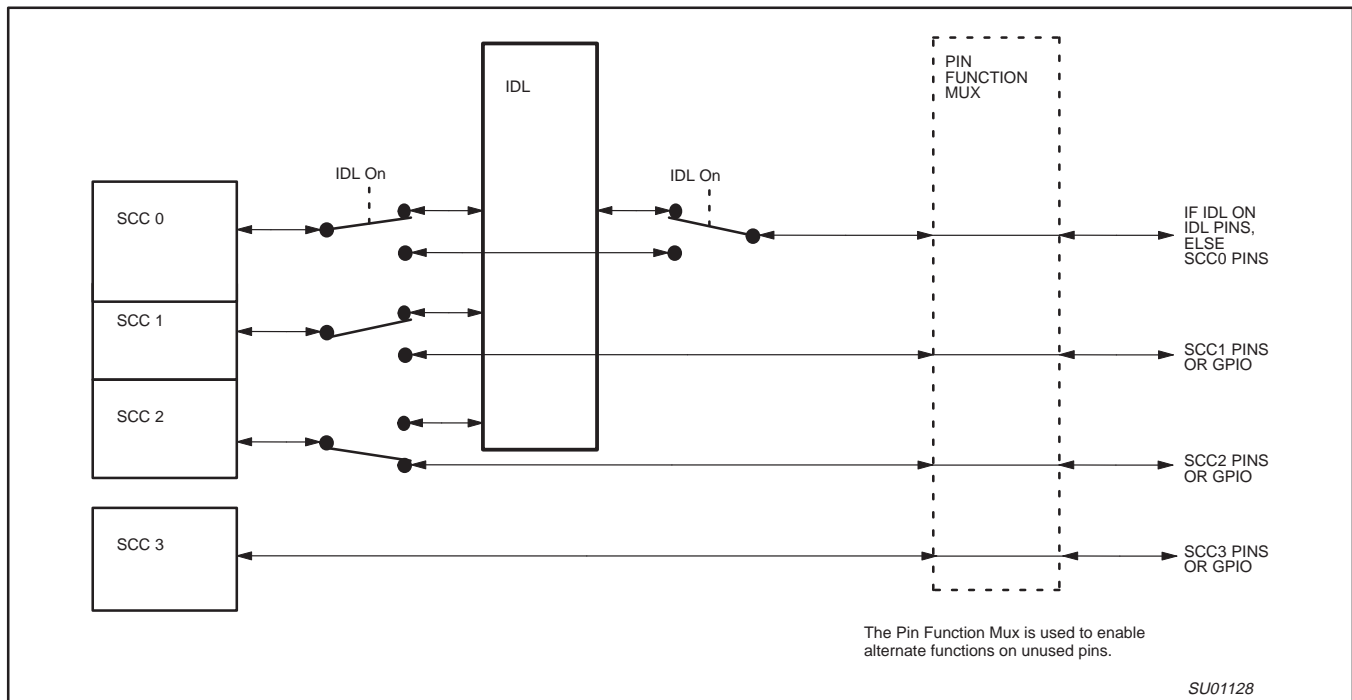 PIN
FUNCTION
MUX
IDL
IDL On
IDL On
SCC 0
IF IDL ON
IDL PINS,
ELSE
SCC0 PINS
SCC 1
SCC1 PINS
OR GPIO
SCC 2
SCC2 PINS
OR GPIO
SCC 3
SCC3 PINS
OR GPIO
The Pin Function Mux is used to enable
alternate functions on unused pins.
SU01128